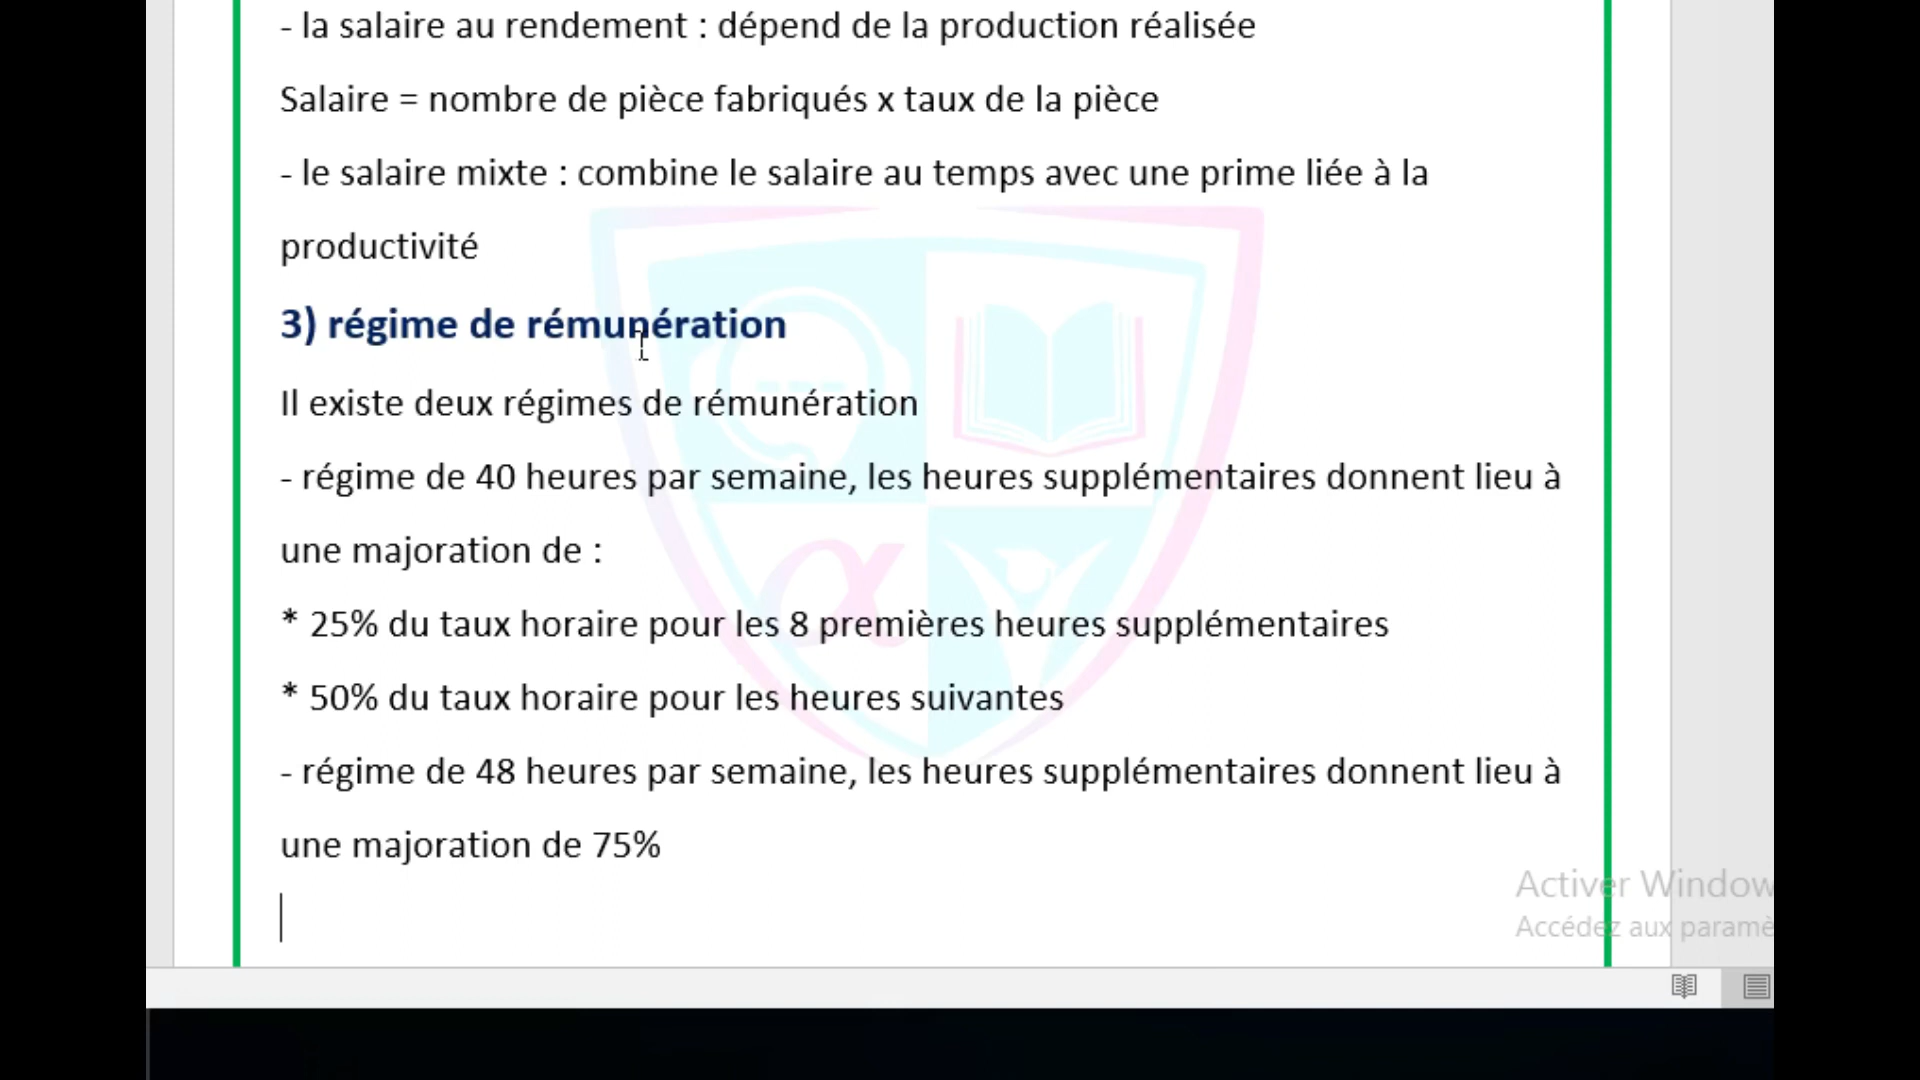 - la salaire au rendement : dépend de la production réalisée
Salaire = nombre de pièce fabriqués x taux de la pièce
- le salaire mixte : combine le salaire au temps avec une prime liée à la
productivité
3) régime de rémunération
Il existe deux régimes de rémunération
- régime de 40 heures par semaine, les heures supplémentaires donnent lieu à
une majoration de :
* 25% du taux horaire pour les 8 premières heures supplémentaires
* 50% du taux horaire pour les heures suivantes
- régime de 48 heures par semaine, les heures supplémentaires donnent lieu à
une majoration de 75%
Activer Window
Accédez aux paramè